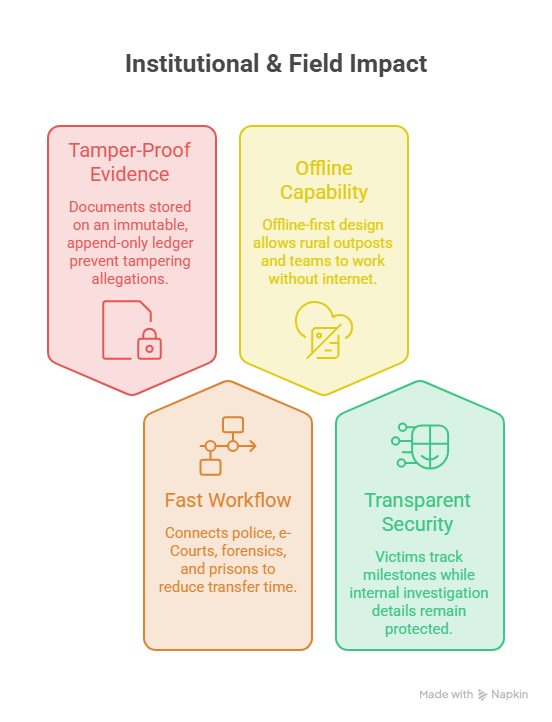 Institutional & Field Impact
Tamper-Proof
Evidence
Documents stored
on an immutable,
append-only ledger
prevent tampering
allegations.
Offline
Capability
Offline-first design
allows rural outposts
and teams to work
without internet.
Fast Workflow
Connects police, e-
Courts, forensics,
and prisons to
reduce transfer time.
Transparent
Security
Victims track
milestones while
internal investigation
details remain
protected.
Made with Napkin